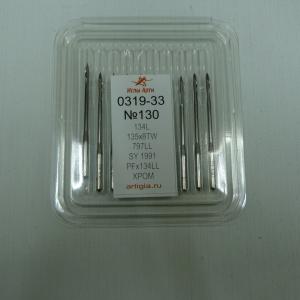 Иглы Арти
0319-33
№130
134L
135x8TW
797LL
SY 1991
PFx134LL
ХРОМ
artigla.ru